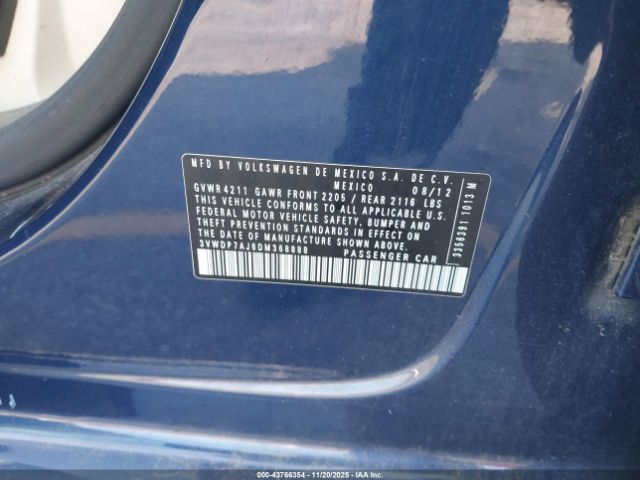 MFD BY VOLKSWAGEN DE MEXICO S.A. DE C.V.
MEXICO 08/12
GVWR 4211 GAWR FRONT 2205 / REAR 2116 LBS
THIS VEHICLE CONFORMS TO ALL APPLICABLE U.S.
FEDERAL MOTOR VEHICLE SAFETY, BUMPER AND
THEFT PREVENTION STANDARDS IN EFFECT ON
THE DATE OF MANUFACTURE SHOWN ABOVE.
PASSENGER CAR
3356391 1013 M
43766354 | 11/20/2025 | IAA Inc. (CA)